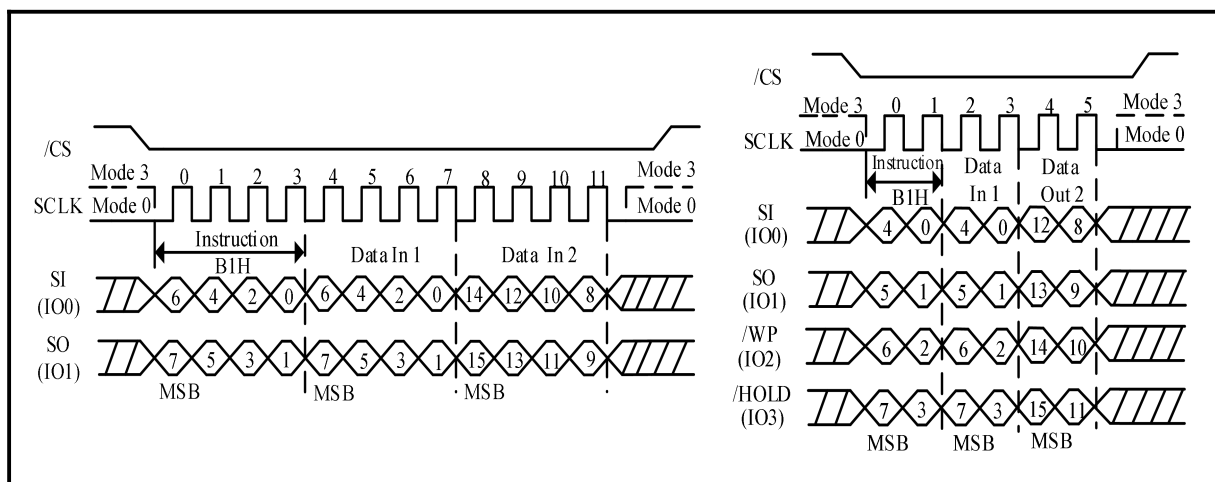 /CS
Mode 3 0 1 2 3 4 5 6 7 8 9 10 11 Mode 3
SCLK Mode 0 Mode 0
Instruction
B1H Data In 1 Data In 2
SI
(IO0) 6 4 2 0 6 4 2 0 14 12 10 8
SO
(IO1) 7 5 3 1 7 5 3 1 15 13 11 9
MSB MSB MSB
/CS
Mode 3 0 1 2 3 4 5 Mode 3
SCLK Mode 0 Mode 0
Instruction Data Data
B1H In 1 Out 2
SI
(IO0) 4 0 4 0 12 8
SO
(IO1) 5 1 5 1 13 9
/WP
(IO2) 6 2 6 2 14 10
/HOLD
(IO3) 7 3 7 3 15 11
MSB MSB MSB